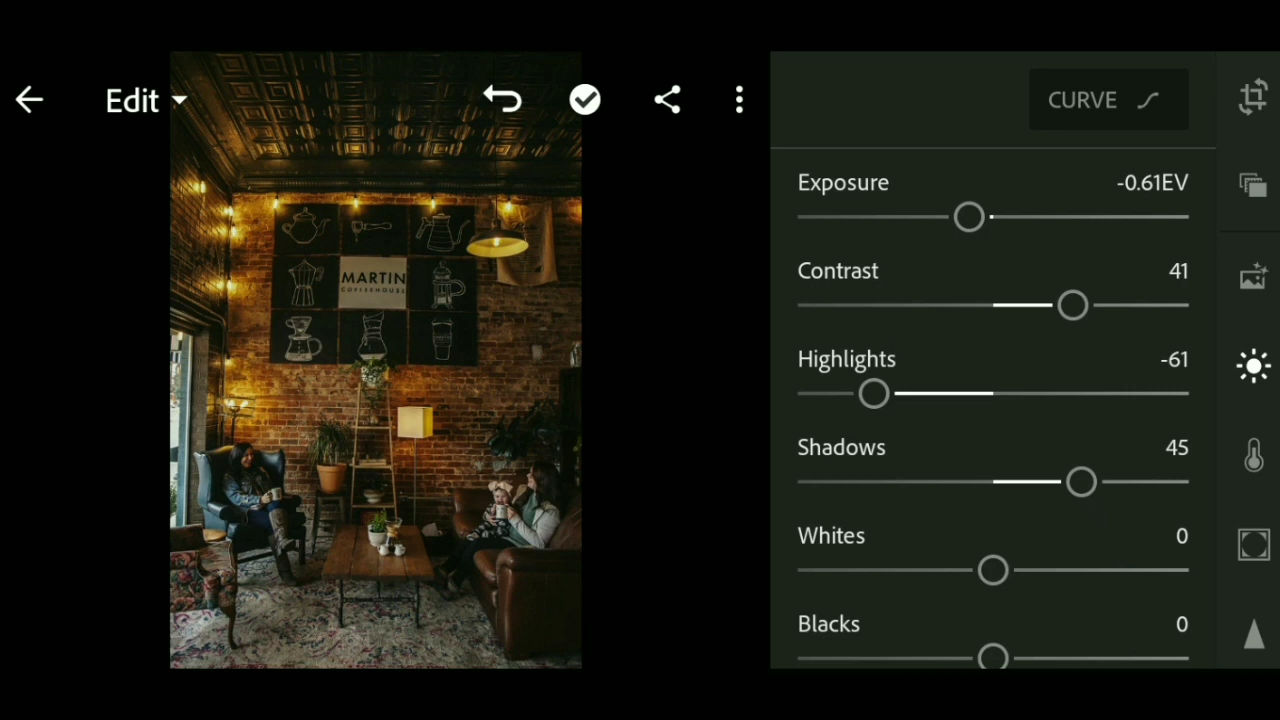 Edit
CURVE
Exposure -0.61EV
Contrast 41
Highlights -61
Shadows 45
Whites 0
Blacks 0
MARTIN
COFFEEHOUSE